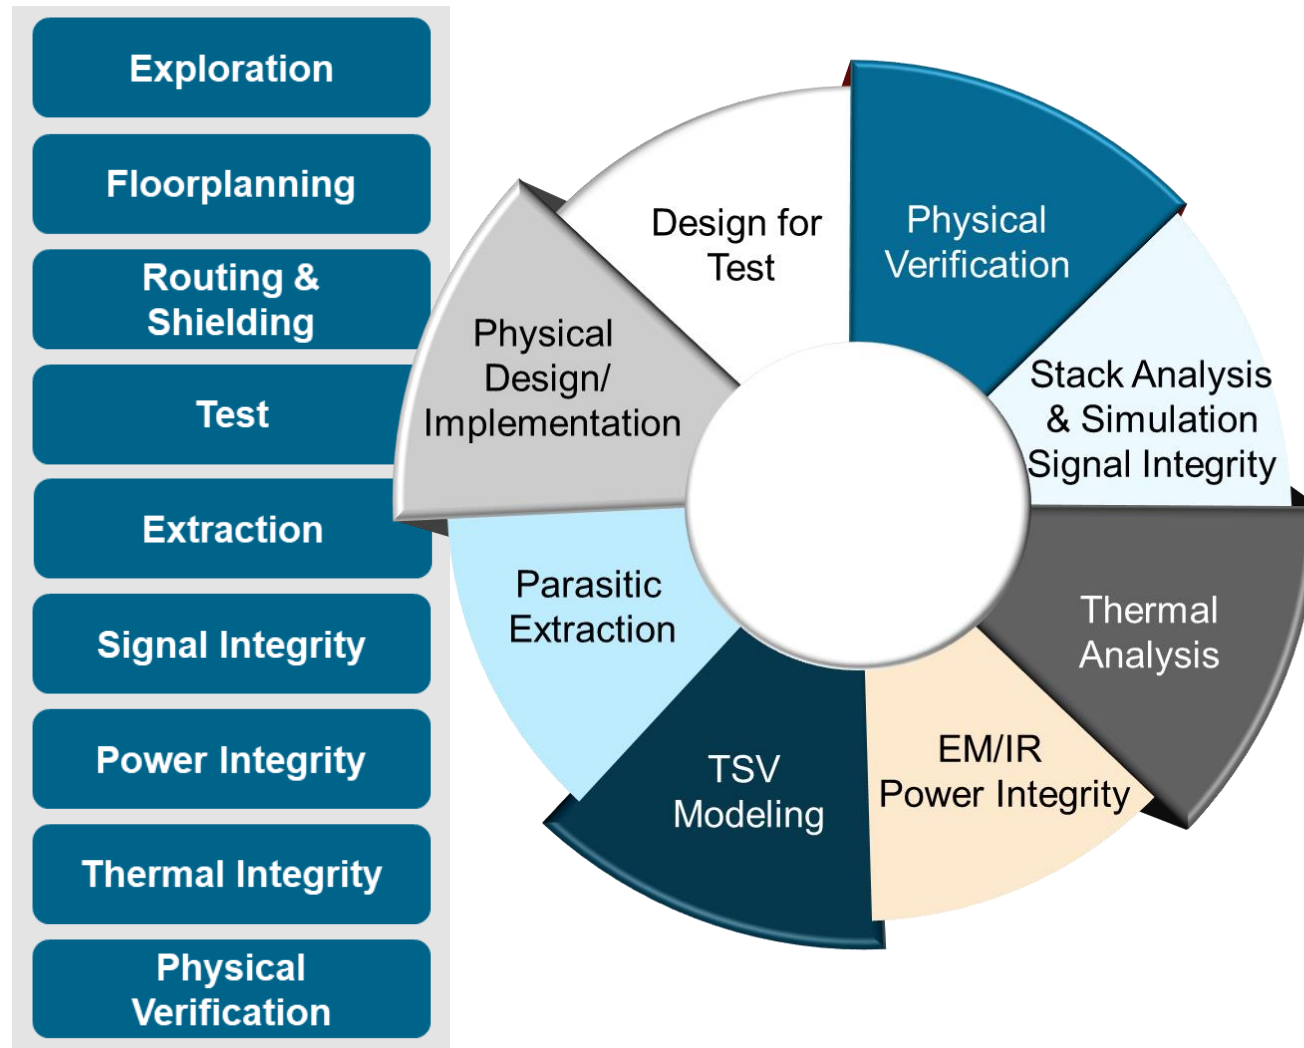 Exploration
Floorplanning
Routing &
Shielding
Test
Extraction
Signal Integrity
Power Integrity
Thermal Integrity
Physical
Verification
Design for
Test
Physical
Verification
Stack Analysis
& Simulation
Signal Integrity
Thermal
Analysis
EM/IR
Power Integrity
TSV
Modeling
Parasitic
Extraction
Physical
Design/
Implementation